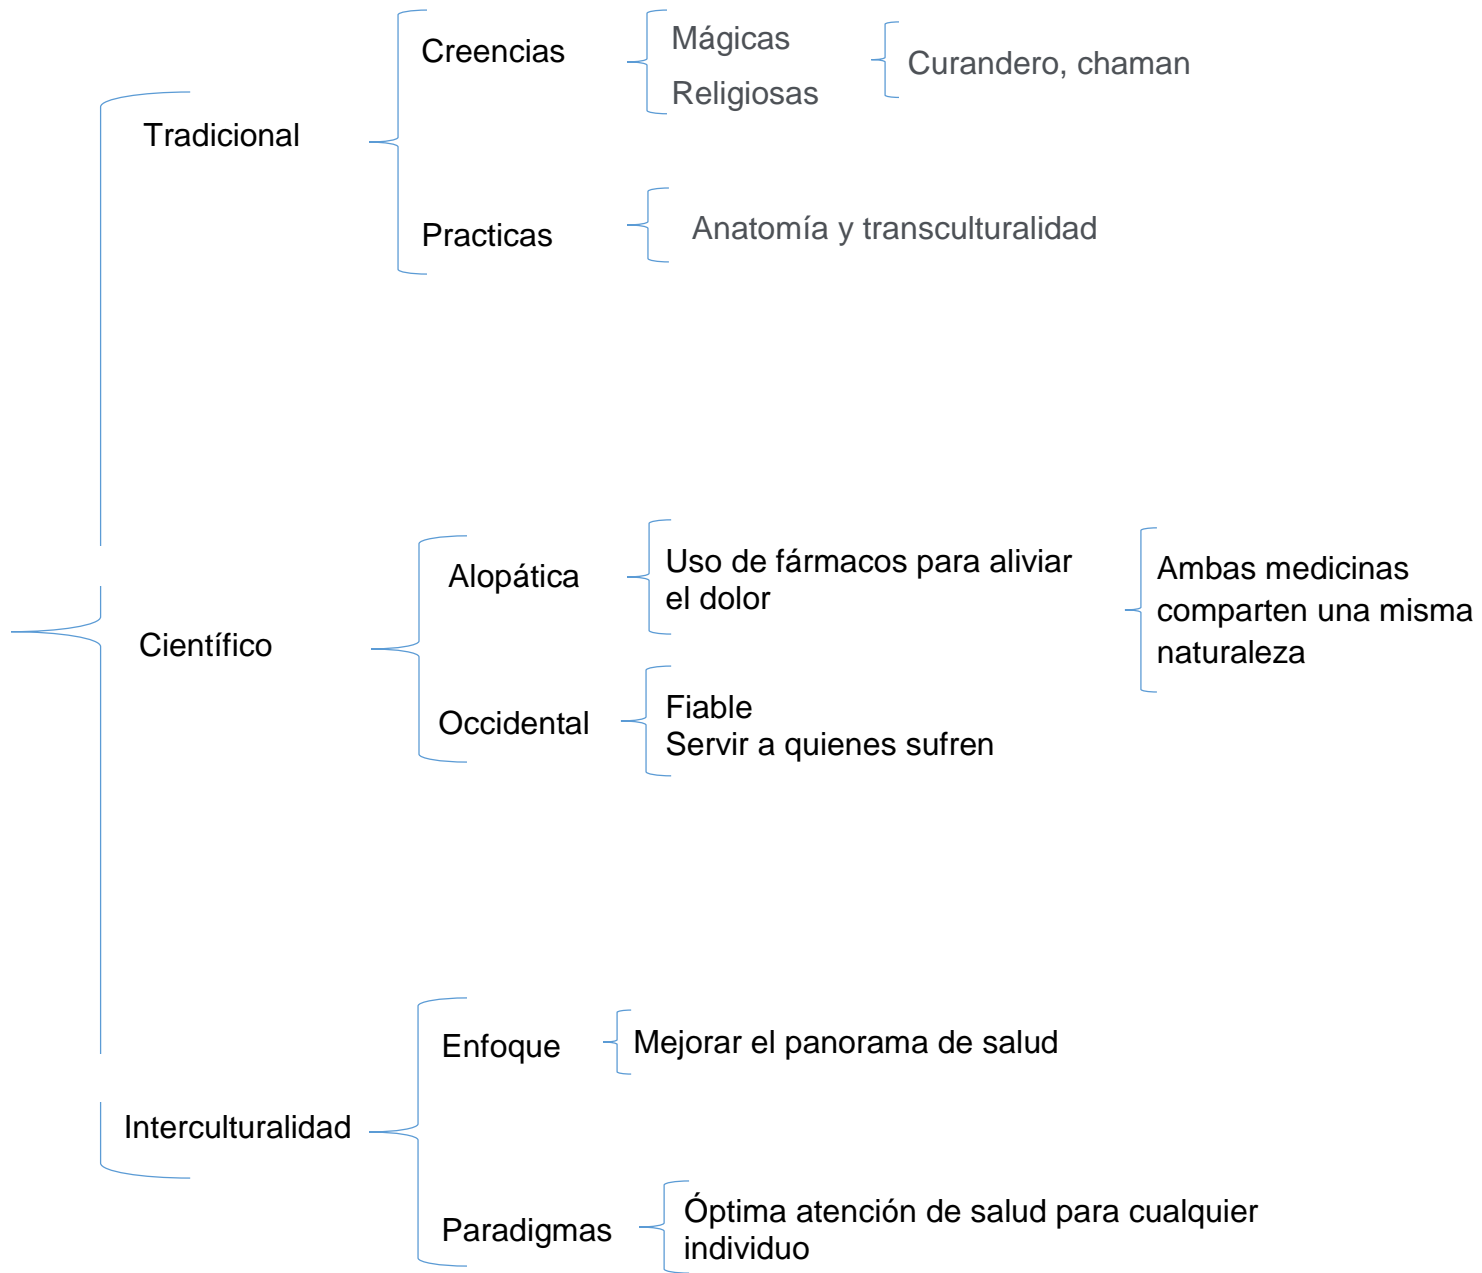 Creencias
Mágicas
Religiosas
Curandero, chaman
Tradicional
Practicas
Anatomía y transculturalidad
Alopática
Uso de fármacos para aliviar
el dolor
Ambas medicinas
comparten una misma
naturaleza
Científico
Occidental
Fiable
Servir a quienes sufren
Enfoque
Mejorar el panorama de salud
Interculturalidad
Paradigmas
Óptima atención de salud para cualquier
individuo